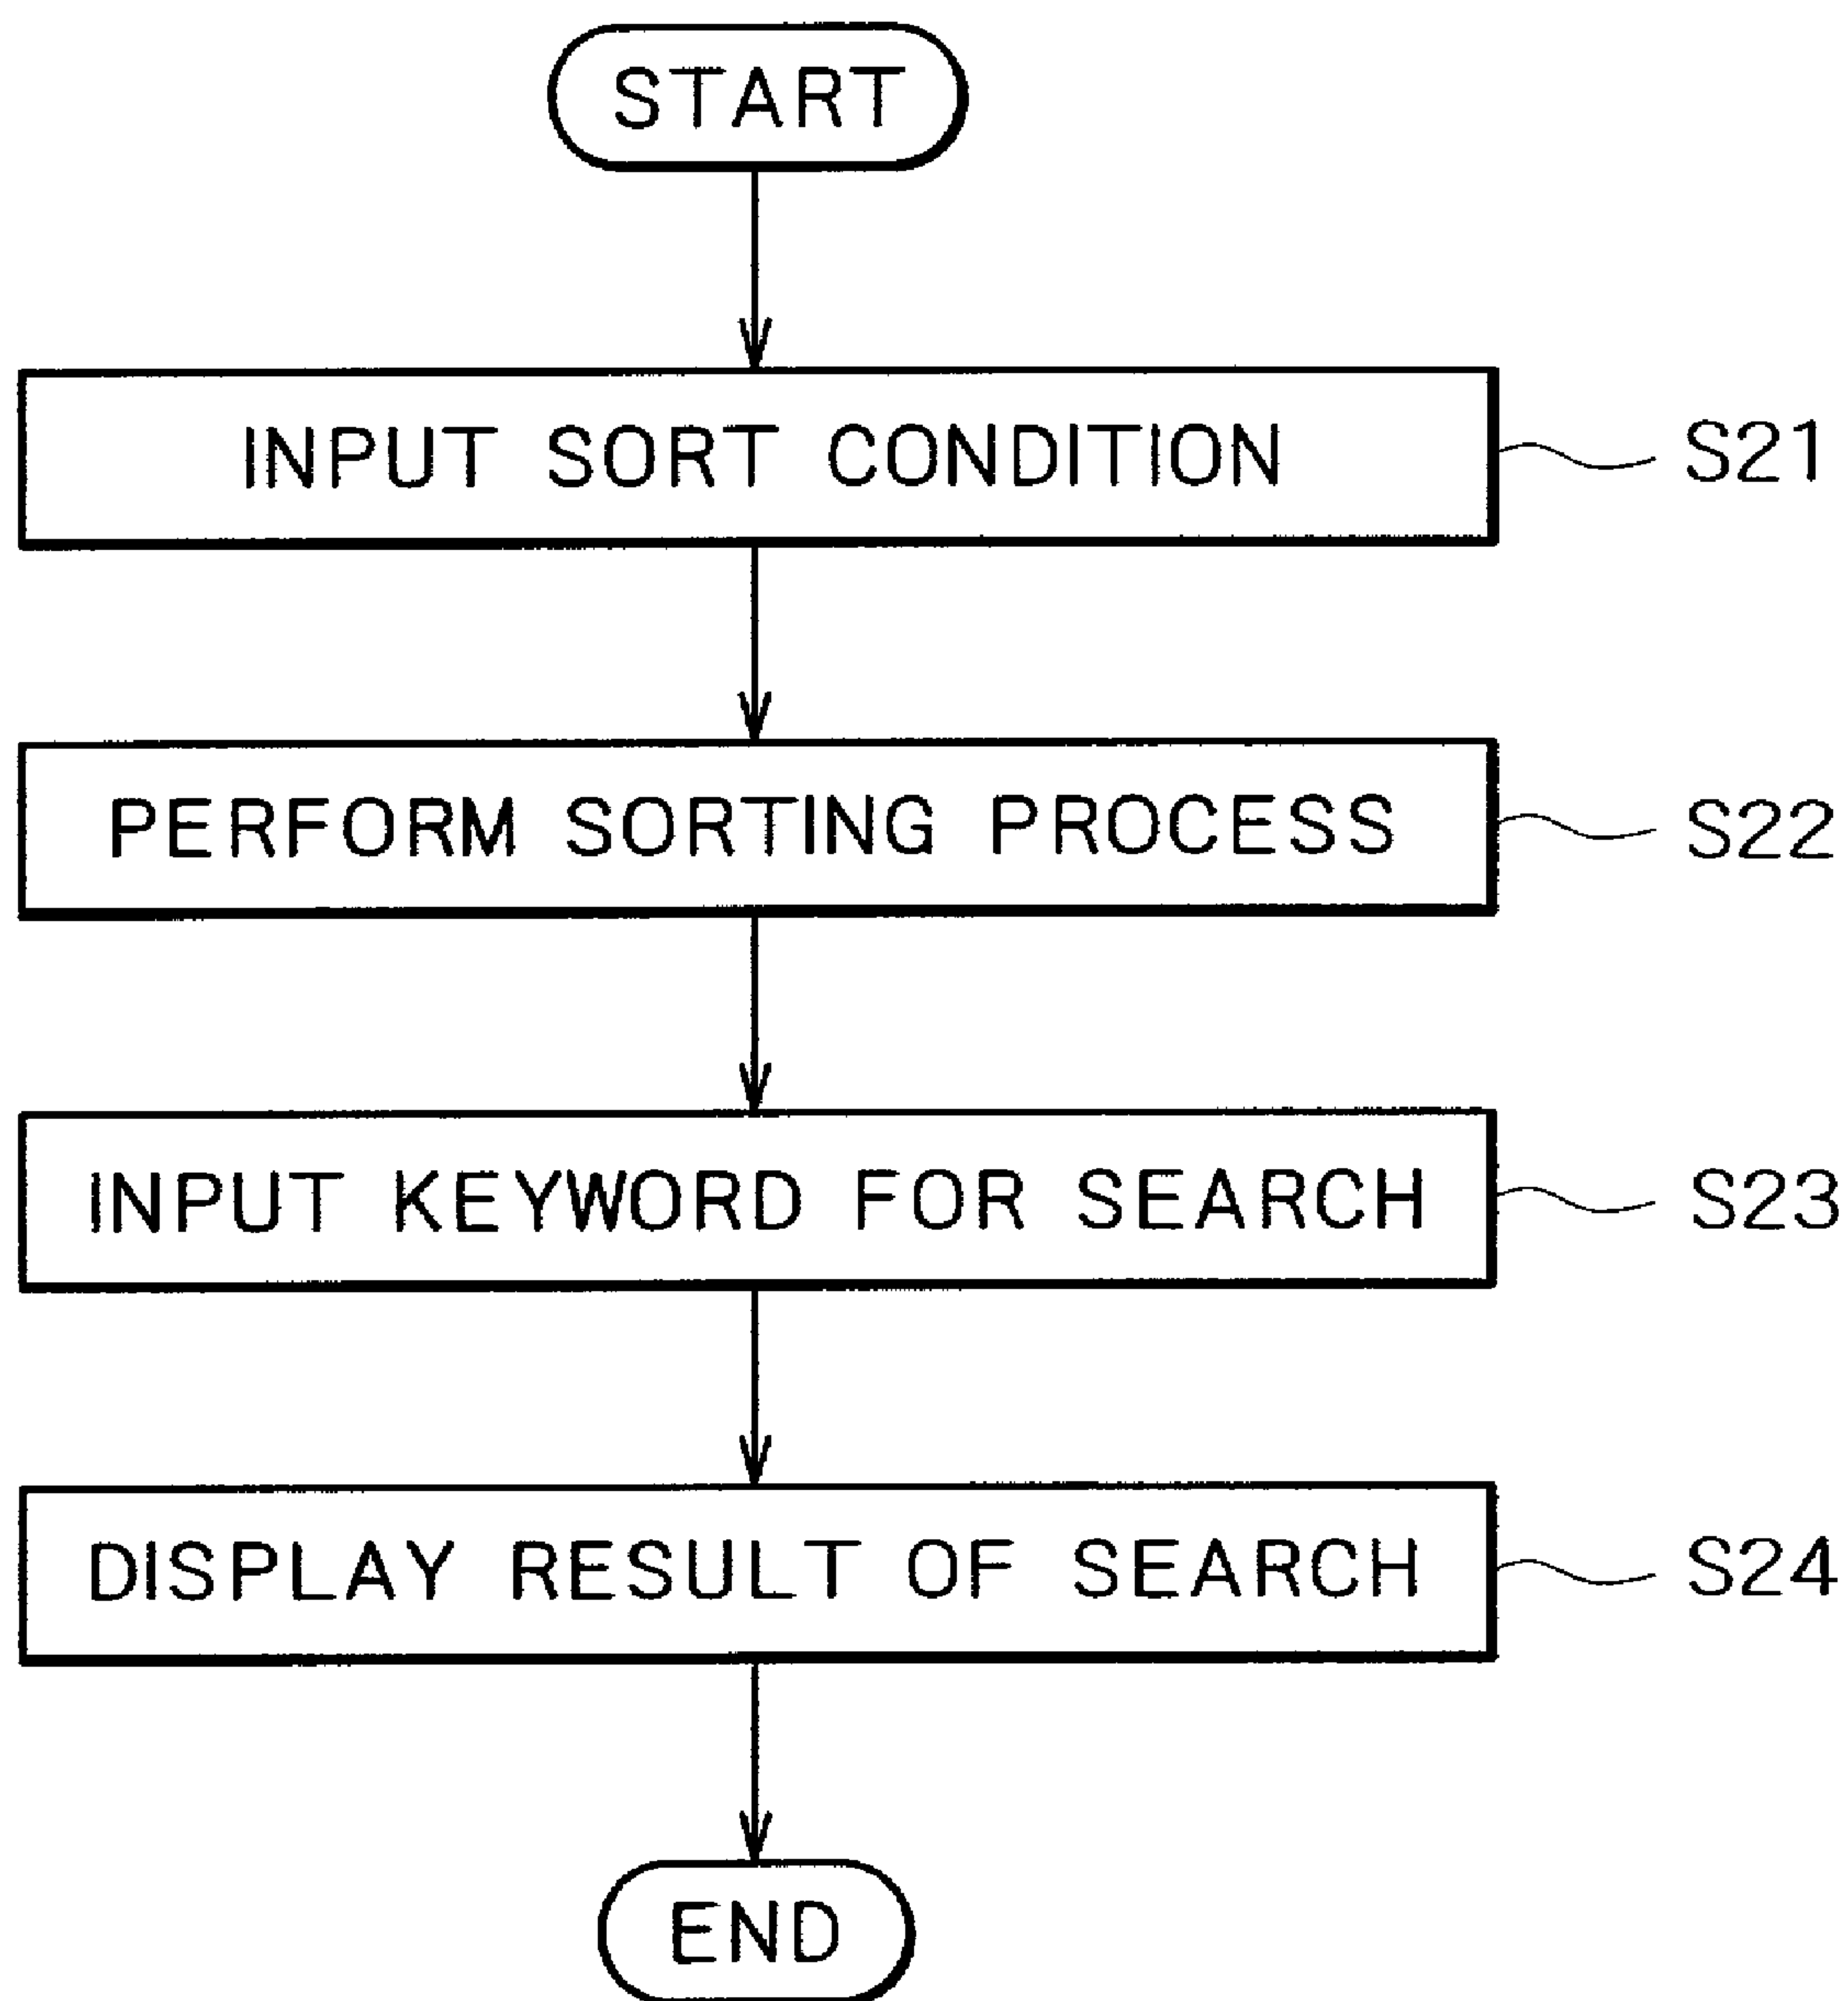 START
INPUT SORT CONDITION S21
PERFORM SORTING PROCESS S22
INPUT KEYWORD FOR SEARCH S23
DISPLAY RESULT OF SEARCH S24
END